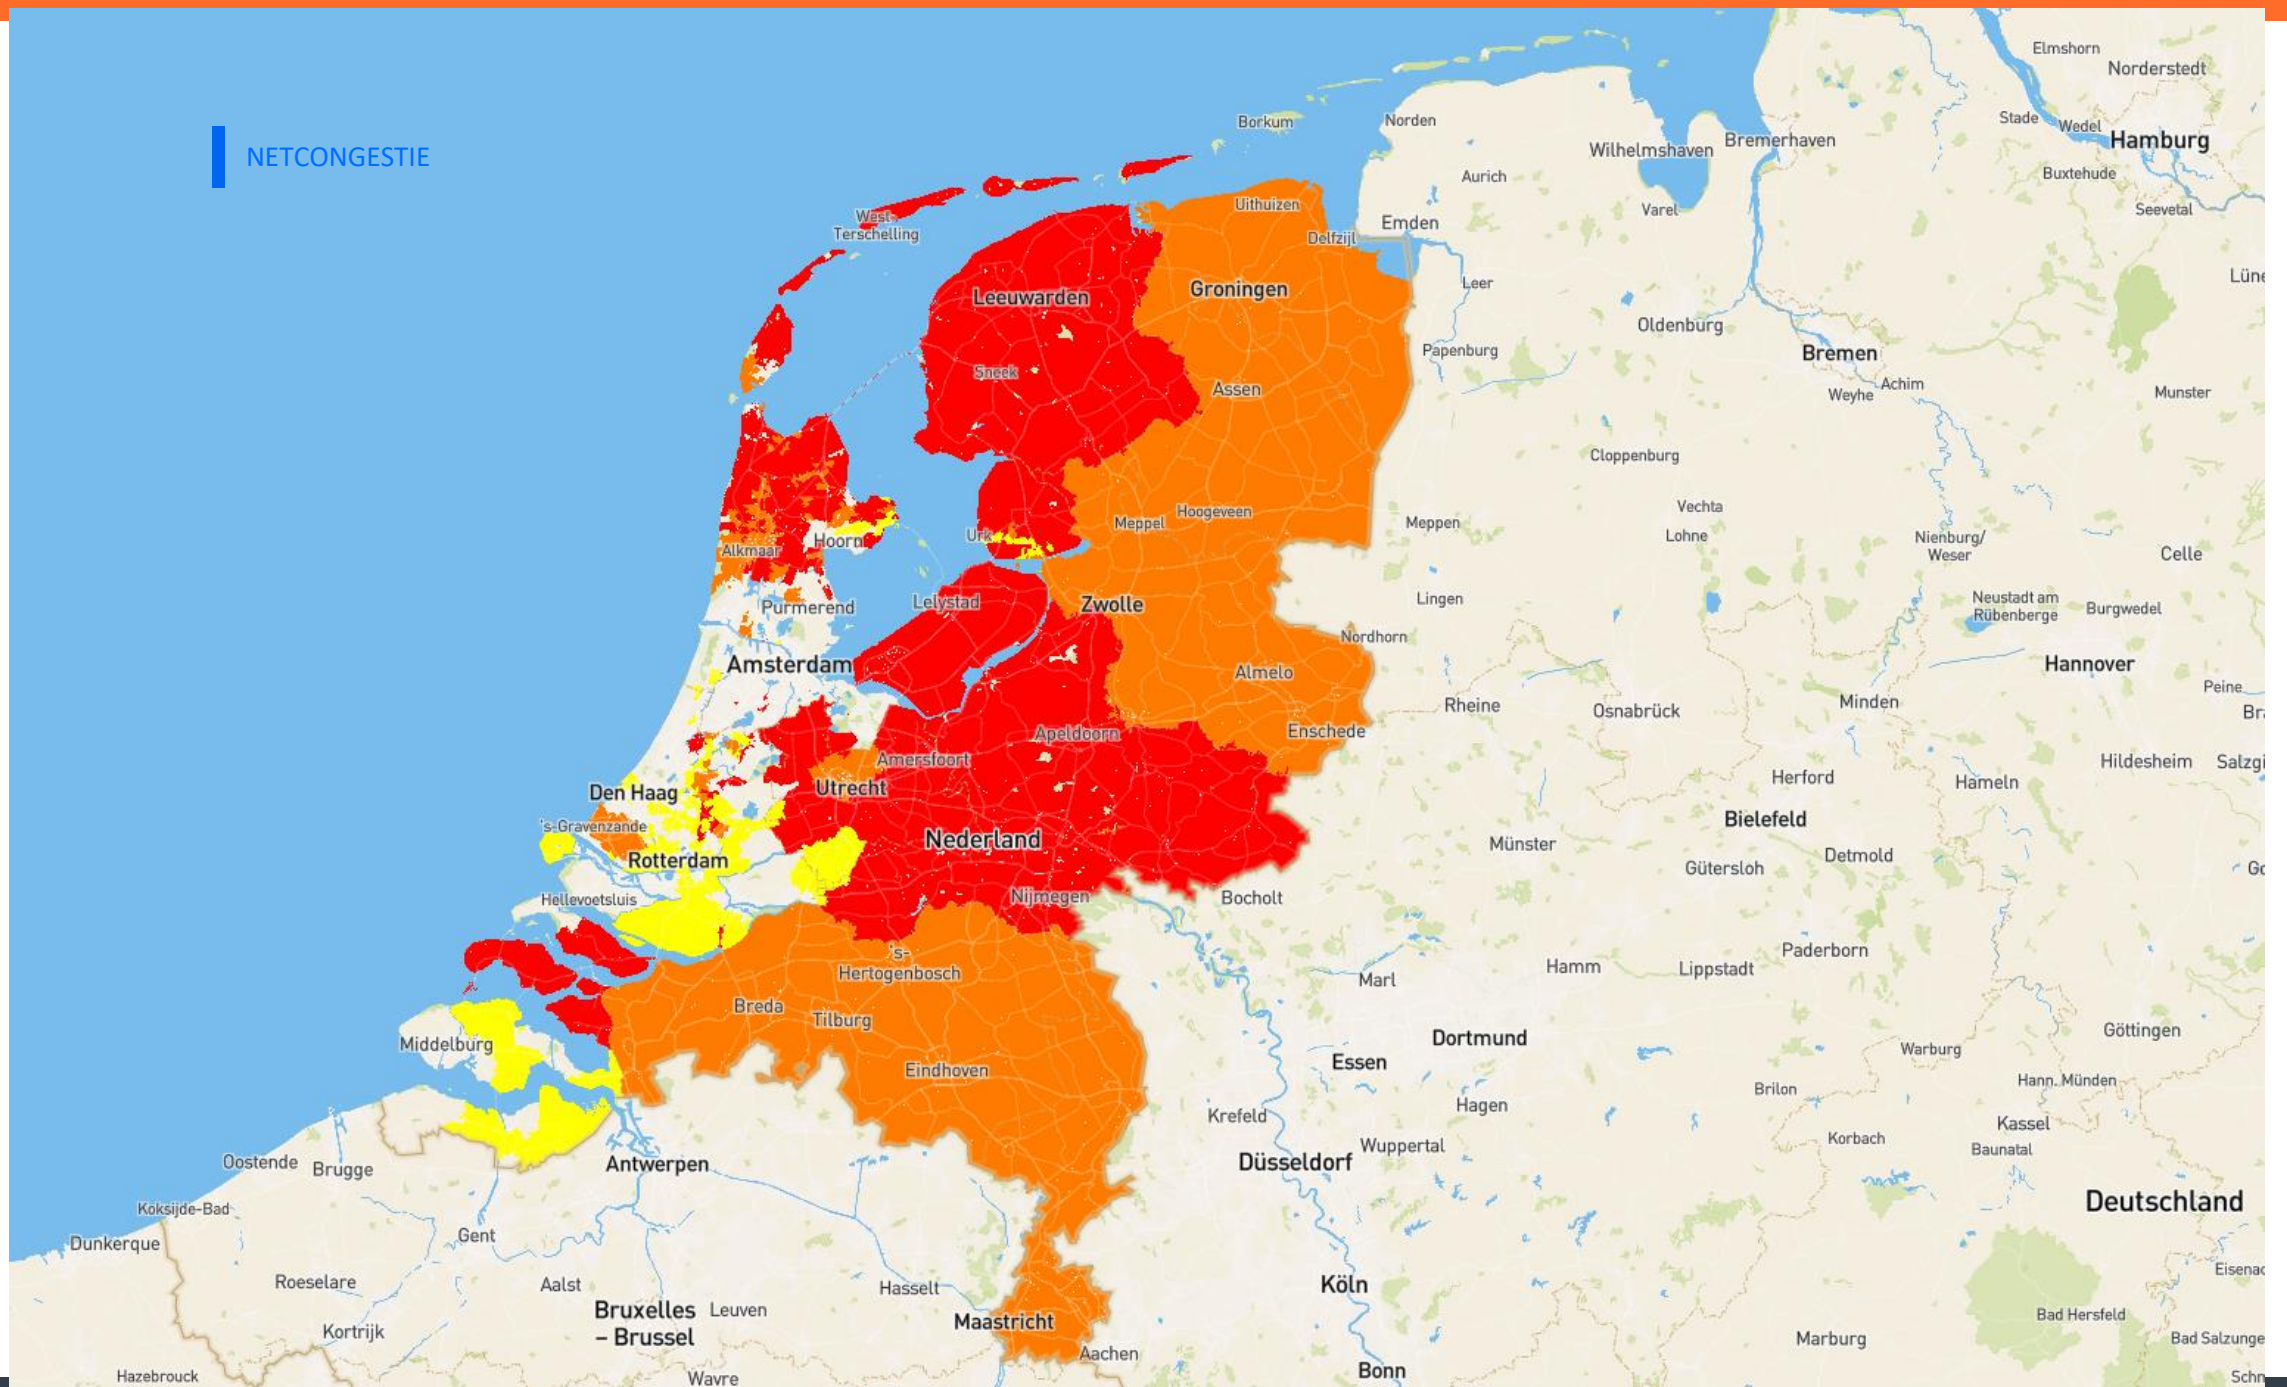 NETCONGESTIE
Elmshorn
Norderstedt
Borkum
Norden
Stade
Wedel
Hamburg
Wilhelmshaven
Bremerhaven
Aurich
Buxtehude
Uithuizen
Varel
Seevetal
West-
Terschelling
Emden
Delfzijl
Lüne
Leeuwarden
Groningen
Leer
Oldenburg
Papenburg
Bremen
Sneek
Assen
Achim
Weyhe
Munster
Cloppenburg
Meppel
Hoogeveen
Meppen
Vechta
Lohne
Nienburg/
Weser
Celle
Urk
Hoorn
Alkmaar
Purmerend
Lelystad
Zwolle
Lingen
Neustadt am
Rübenberge
Burgwedel
Nordhorn
Amsterdam
Almelo
Hannover
Rheine
Osnabrück
Minden
Peine
Bra
Apeldoorn
Enschede
Amersfoort
Hildesheim
Salzgi
Den Haag
Utrecht
Herford
Hameln
's-Gravenzande
Nederland
Bielefeld
Rotterdam
Münster
Gütersloh
Detmold
Go
Hellevoetsluis
Nijmegen
Bocholt
's-
Hertogenbosch
Marl
Hamm
Lippstadt
Paderborn
Breda
Tilburg
Middelburg
Dortmund
Göttingen
Essen
Eindhoven
Warburg
Brilon
Hann. Münden
Krefeld
Hagen
Kassel
Wuppertal
Korbach
Baunatal
Oostende
Brugge
Antwerpen
Düsseldorf
Koksijde-Bad
Deutschland
Dunkerque
Gent
Roeselare
Aalst
Hasselt
Köln
Eisenac
Bruxelles
– Brussel
Leuven
Maastricht
Bad Hersfeld
Kortrijk
Marburg
Bad Salzunge
Aachen
Hazebrouck
Wavre
Bonn
Schm